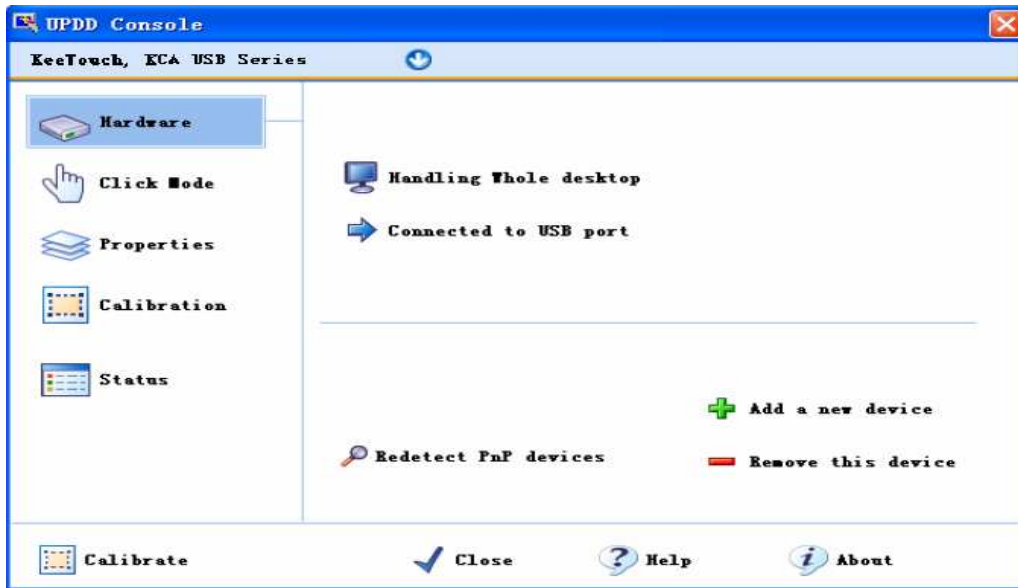 UPDD Console
KeeTouch, KCA USB Series
Hardware
Click Mode
Properties
Calibration
Status
Handling Whole desktop
Connected to USB port
Add a new device
Redetect PnP devices
Remove this device
Calibrate
Close
Help
About